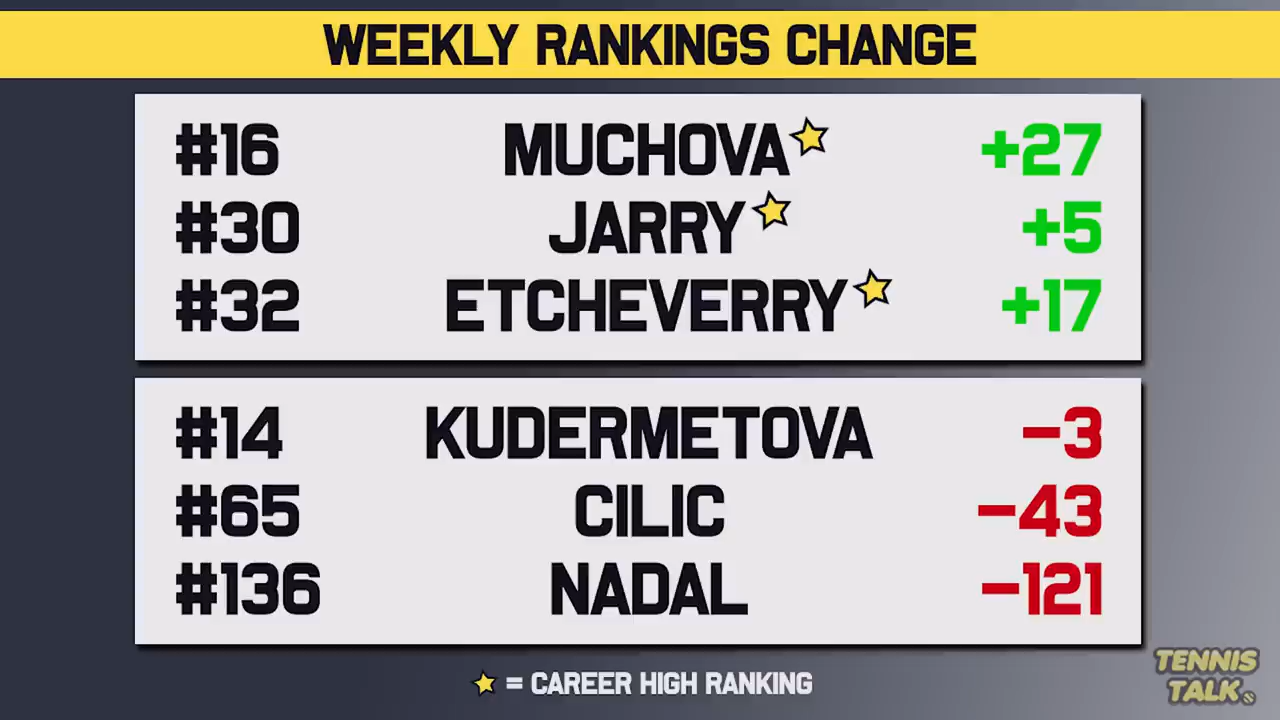 WEEKLY RANKINGS CHANGE
#16 MUCHOVA +27
#30 JARRY +5
#32 ETCHEVERRY +17
#14 KUDERMETOVA -3
#65 CILIC -43
#136 NADAL -121
= CAREER HIGH RANKING
TENNIS
TALK